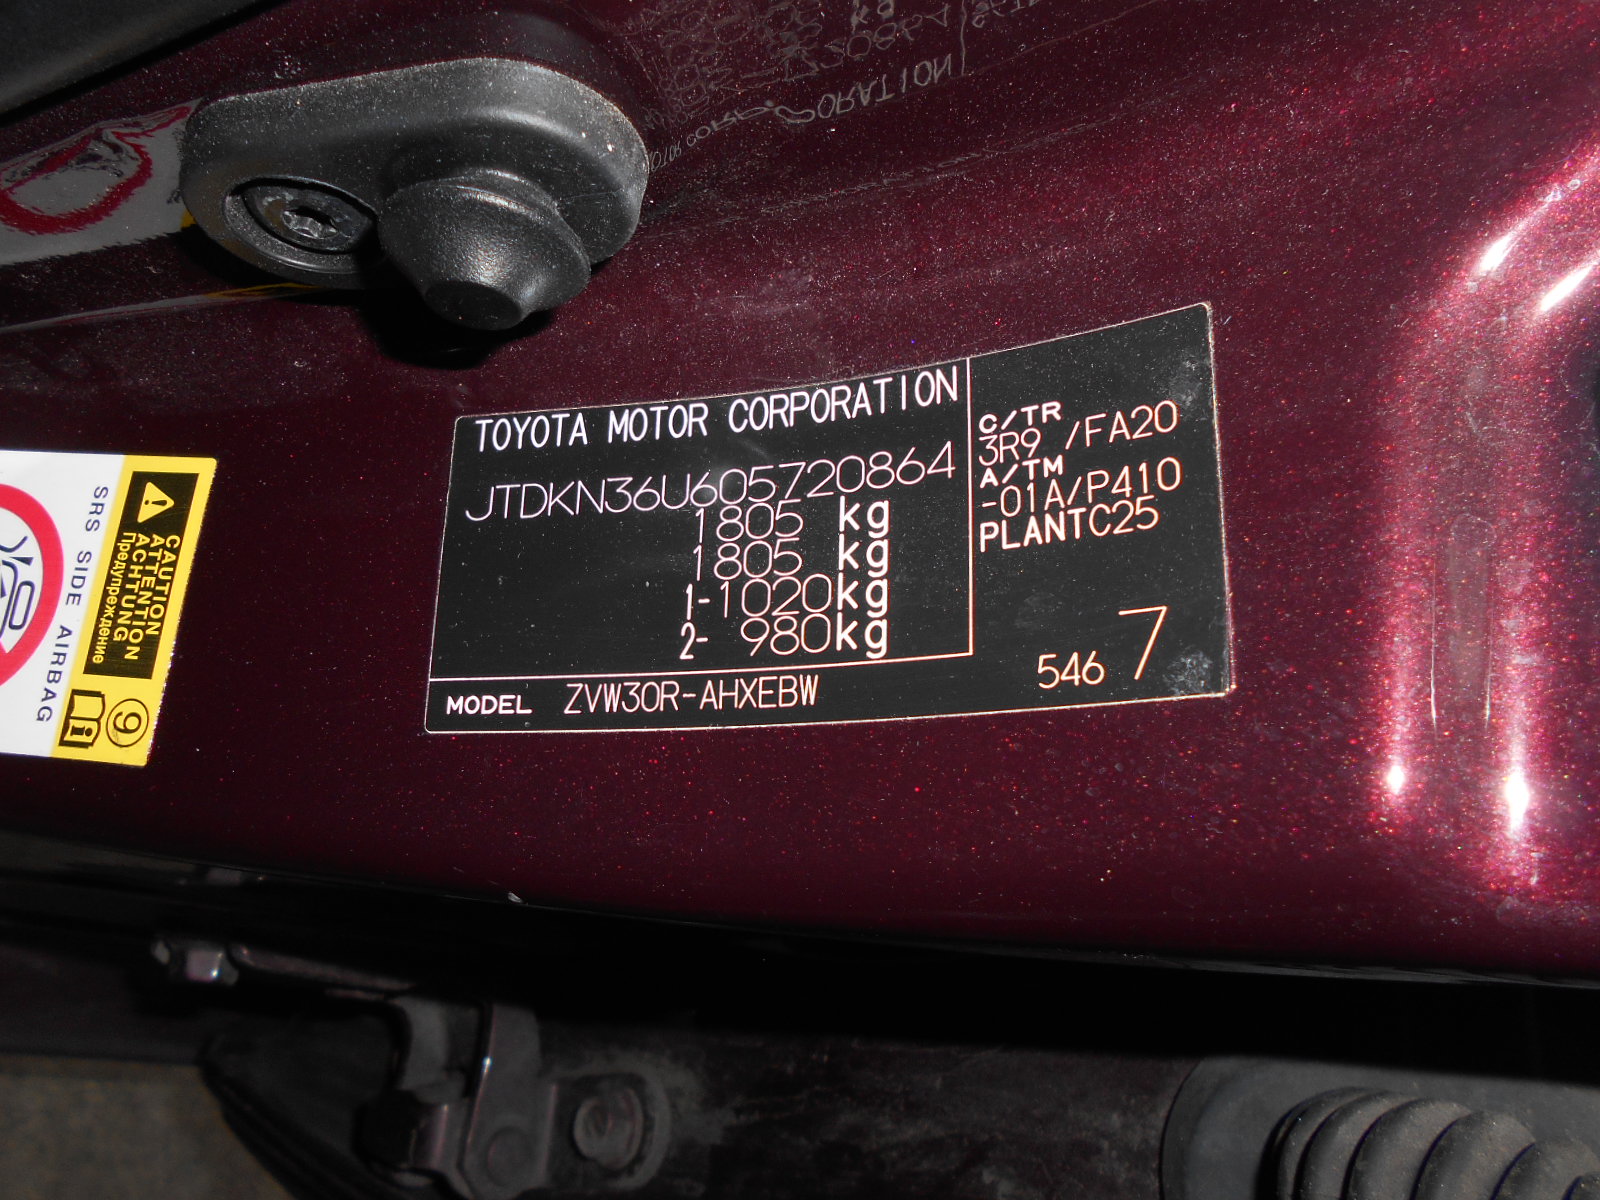 TOYOTA MOTOR CORPORATION
JTDKN36U605720864
1805 kg
1805 kg
1-1020kg
2- 980kg
MODEL ZVW30R-AHXEBW
C/TR
3R9 /FA20
A/TM
-01A/P410
PLANTC25
546 7
SRS SIDE AIRBAG
CAUTION
ATTENTION
ACHTUNG
Предупреждение
9